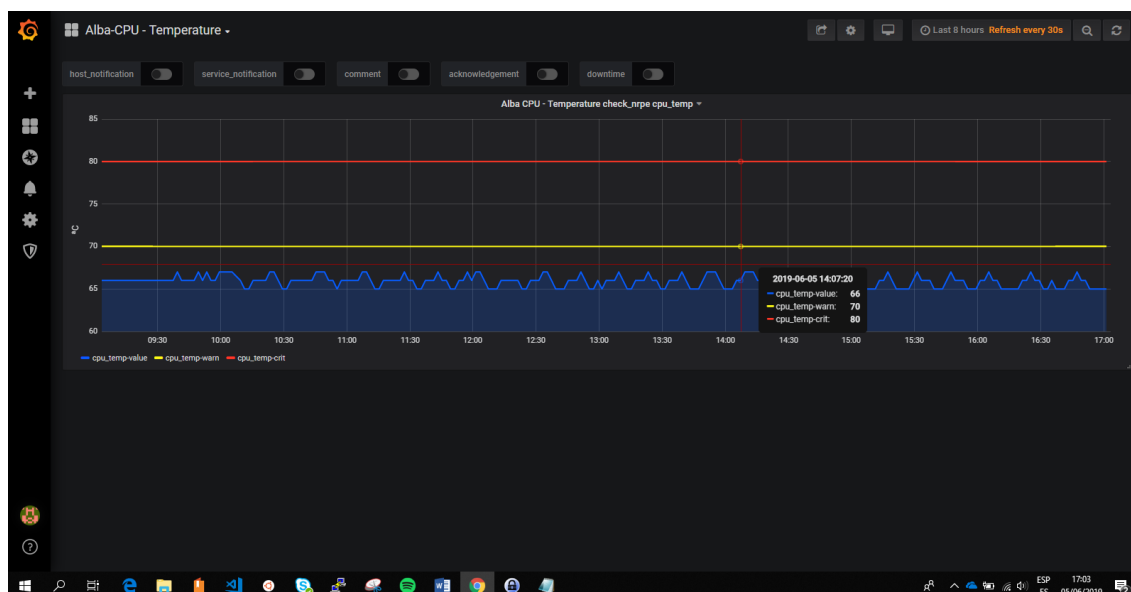 Alba-CPU - Temperature
Last 8 hours Refresh every 30s
host_notification service_notification comment acknowledgement downtime
Alba CPU - Temperature check_nrpe cpu_temp
85
80
75
ºC
70
65
60
09:30 10:00 10:30 11:00 11:30 12:00 12:30 13:00 13:30 14:00 14:30 15:00 15:30 16:00 16:30 17:00
2019-06-05 14:07:20
cpu_temp-value: 66
cpu_temp-warn: 70
cpu_temp-crit: 80
cpu_temp-value cpu_temp-warn cpu_temp-crit
ESP 17:03
ES 05/06/2019